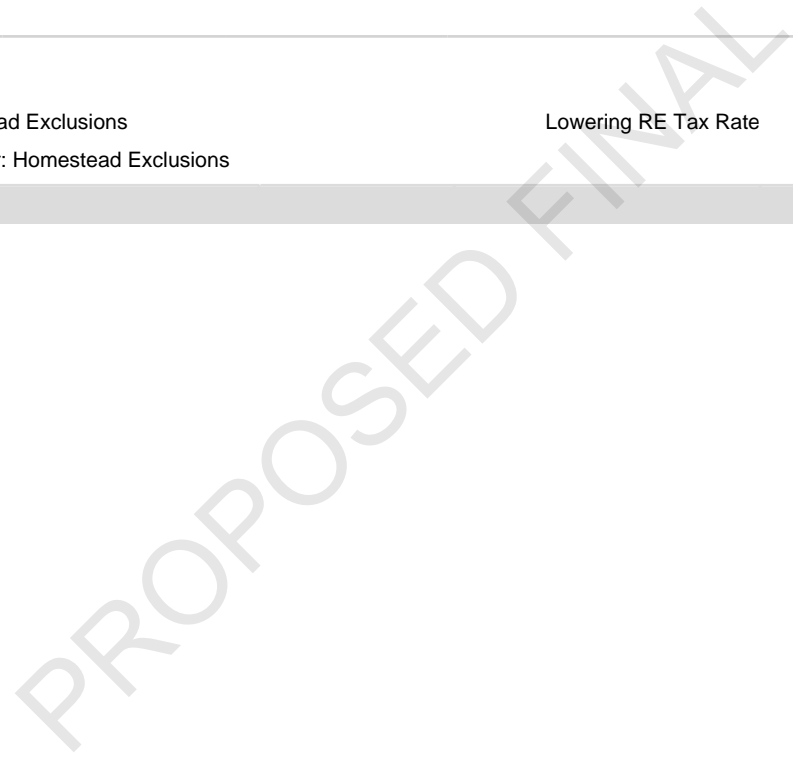 ad Exclusions Lowering RE Tax Rate
: Homestead Exclusions
PROPOSED FINAL